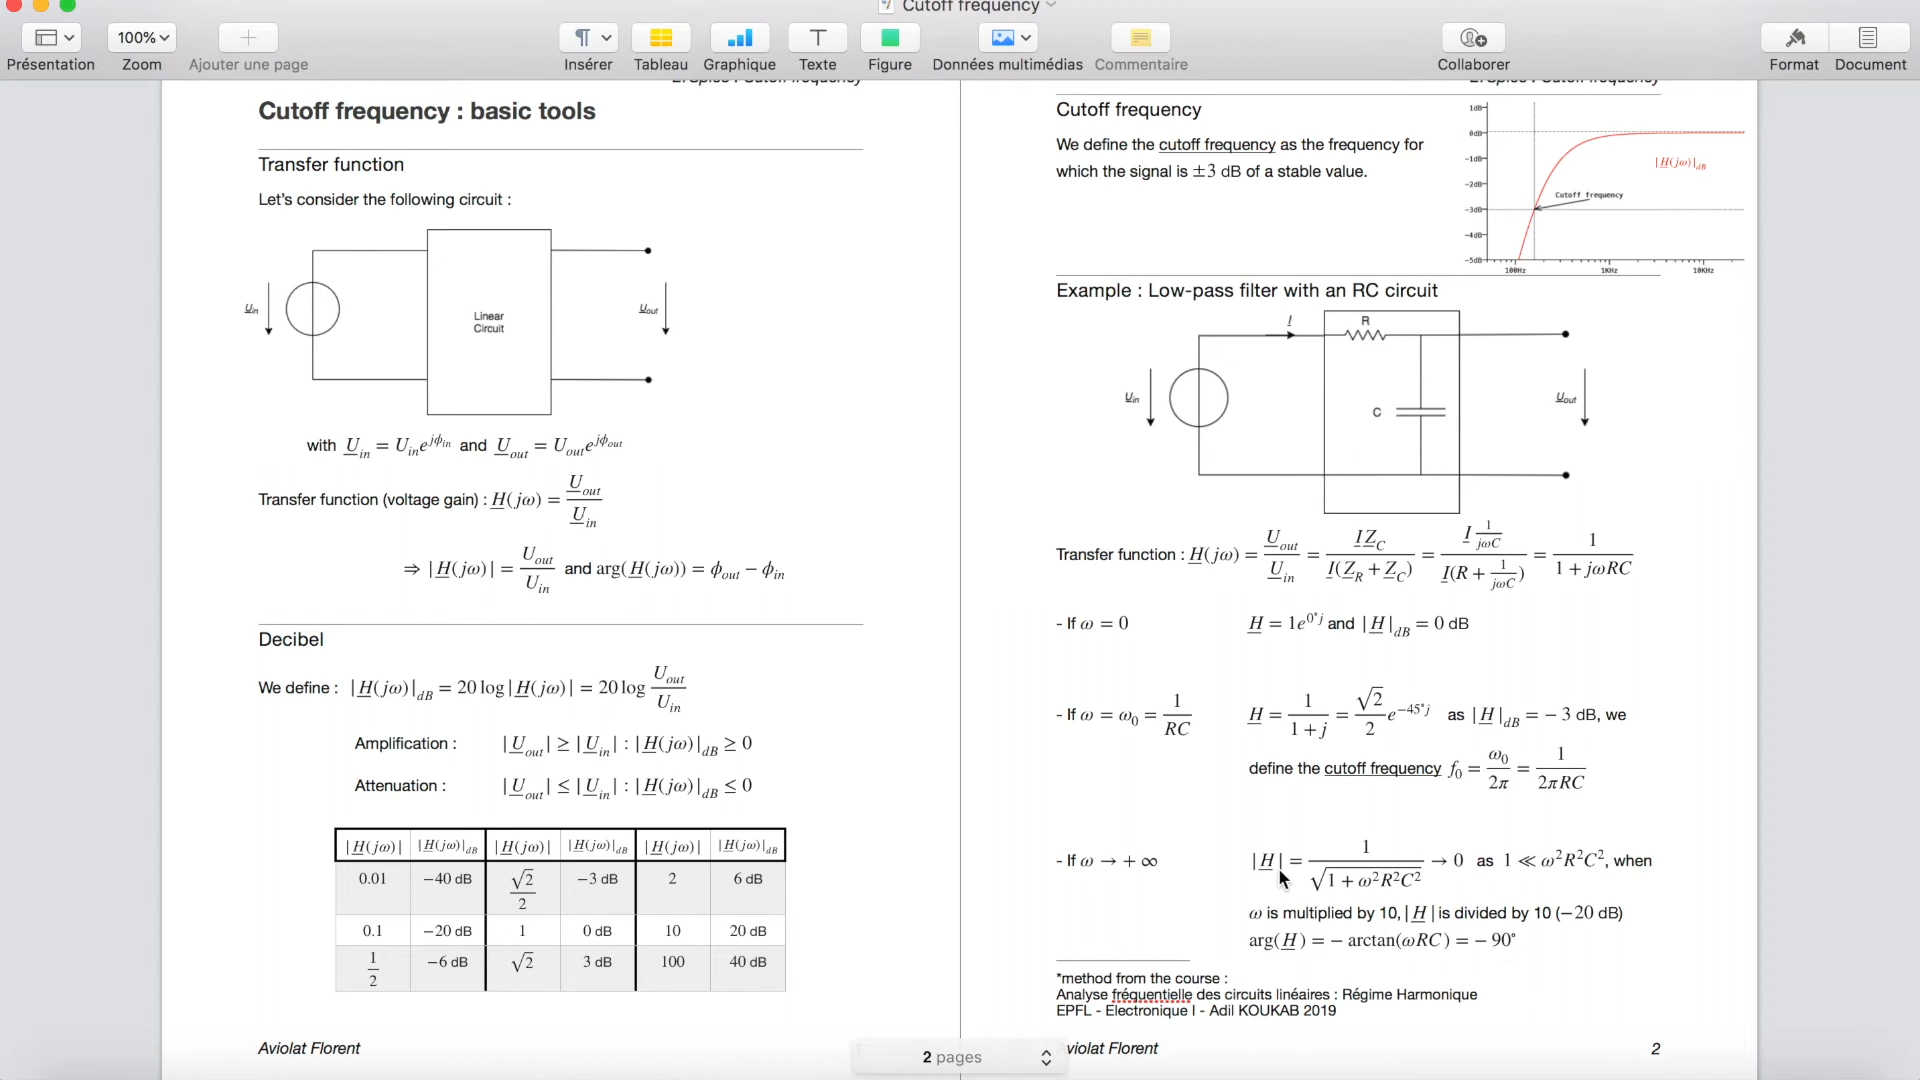 Cutoff frequency
100%
Présentation Zoom Ajouter une page Insérer Tableau Graphique Texte Figure Données multimédias Commentaire Collaborer Format Document
Cutoff frequency : basic tools
Transfer function
Let's consider the following circuit :
U_in
Linear
Circuit
U_out
with U_in = U_in e^{jϕ_in} and U_out = U_out e^{jϕ_out}
Transfer function (voltage gain) : H(jω) = U_out / U_in
⇒ |H(jω)| = U_out / U_in and arg(H(jω)) = ϕ_out − ϕ_in
Decibel
We define : |H(jω)|_dB = 20 log|H(jω)| = 20 log U_out / U_in
Amplification : |U_out| ≥ |U_in| : |H(jω)|_dB ≥ 0
Attenuation : |U_out| ≤ |U_in| : |H(jω)|_dB ≤ 0
|H(jω)| |H(jω)|_dB |H(jω)| |H(jω)|_dB |H(jω)| |H(jω)|_dB
0.01 −40 dB √2/2 −3 dB 2 6 dB
0.1 −20 dB 1 0 dB 10 20 dB
1/2 −6 dB √2 3 dB 100 40 dB
Aviolat Florent
Cutoff frequency
We define the cutoff frequency as the frequency for
which the signal is ±3 dB of a stable value.
1dB
0dB
-1dB
-2dB
-3dB
-4dB
-5dB
|H(jω)|_dB
Cutoff frequency
100Hz 1KHz 10KHz
Example : Low-pass filter with an RC circuit
I
R
U_in
C
U_out
Transfer function : H(jω) = U_out / U_in = I Z_C / I(Z_R + Z_C) = I 1/jωC / I(R + 1/jωC) = 1 / 1 + jωRC
- If ω = 0 H = 1e^{0°j} and |H|_dB = 0 dB
- If ω = ω_0 = 1/RC H = 1 / 1 + j = √2/2 e^{−45°j} as |H|_dB = − 3 dB, we
define the cutoff frequency f_0 = ω_0 / 2π = 1 / 2πRC
- If ω → + ∞ |H| = 1 / √(1 + ω²R²C²) → 0 as 1 ≪ ω²R²C², when
ω is multiplied by 10, |H| is divided by 10 (−20 dB)
arg(H) = − arctan(ωRC) = − 90°
*method from the course :
Analyse fréquentielle des circuits linéaires : Régime Harmonique
EPFL - Electronique I - Adil KOUKAB 2019
violat Florent
2
2 pages